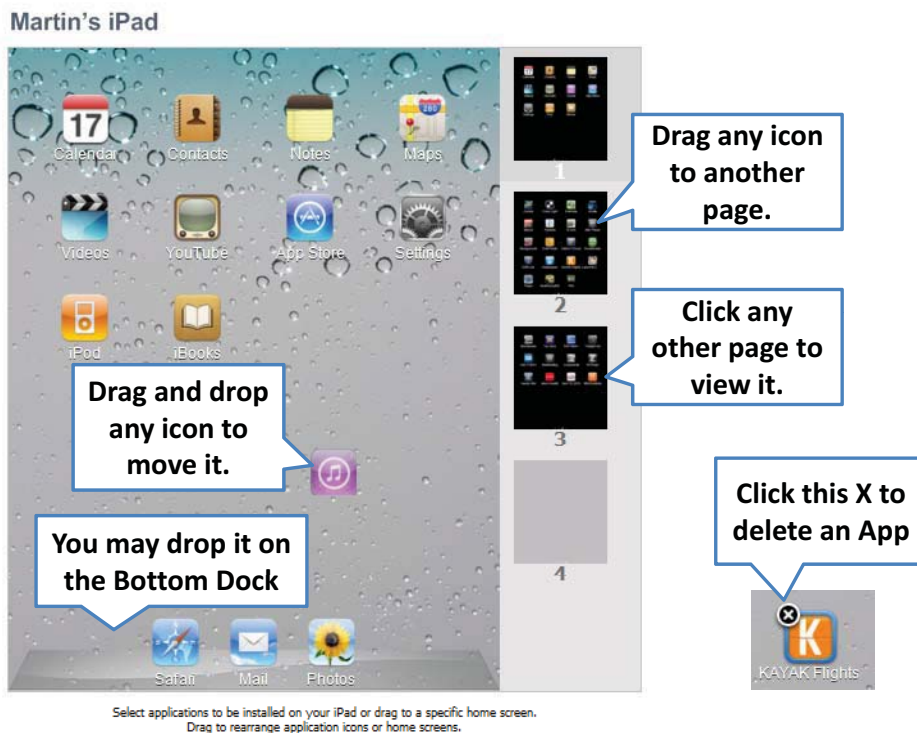 Martin's iPad
17
Calendar
Contacts
Notes
280
Maps
Videos
YouTube
App Store
Settings
iPod
iBooks
Drag and drop
any icon to
move it.
You may drop it on
the Bottom Dock
Safari
Mail
Photos
1
Drag any icon
to another
page.
2
Click any
other page to
view it.
3
4
Click this X to
delete an App
K
KAYAK Flights
Select applications to be installed on your iPad or drag to a specific home screen.
Drag to rearrange application icons or home screens.